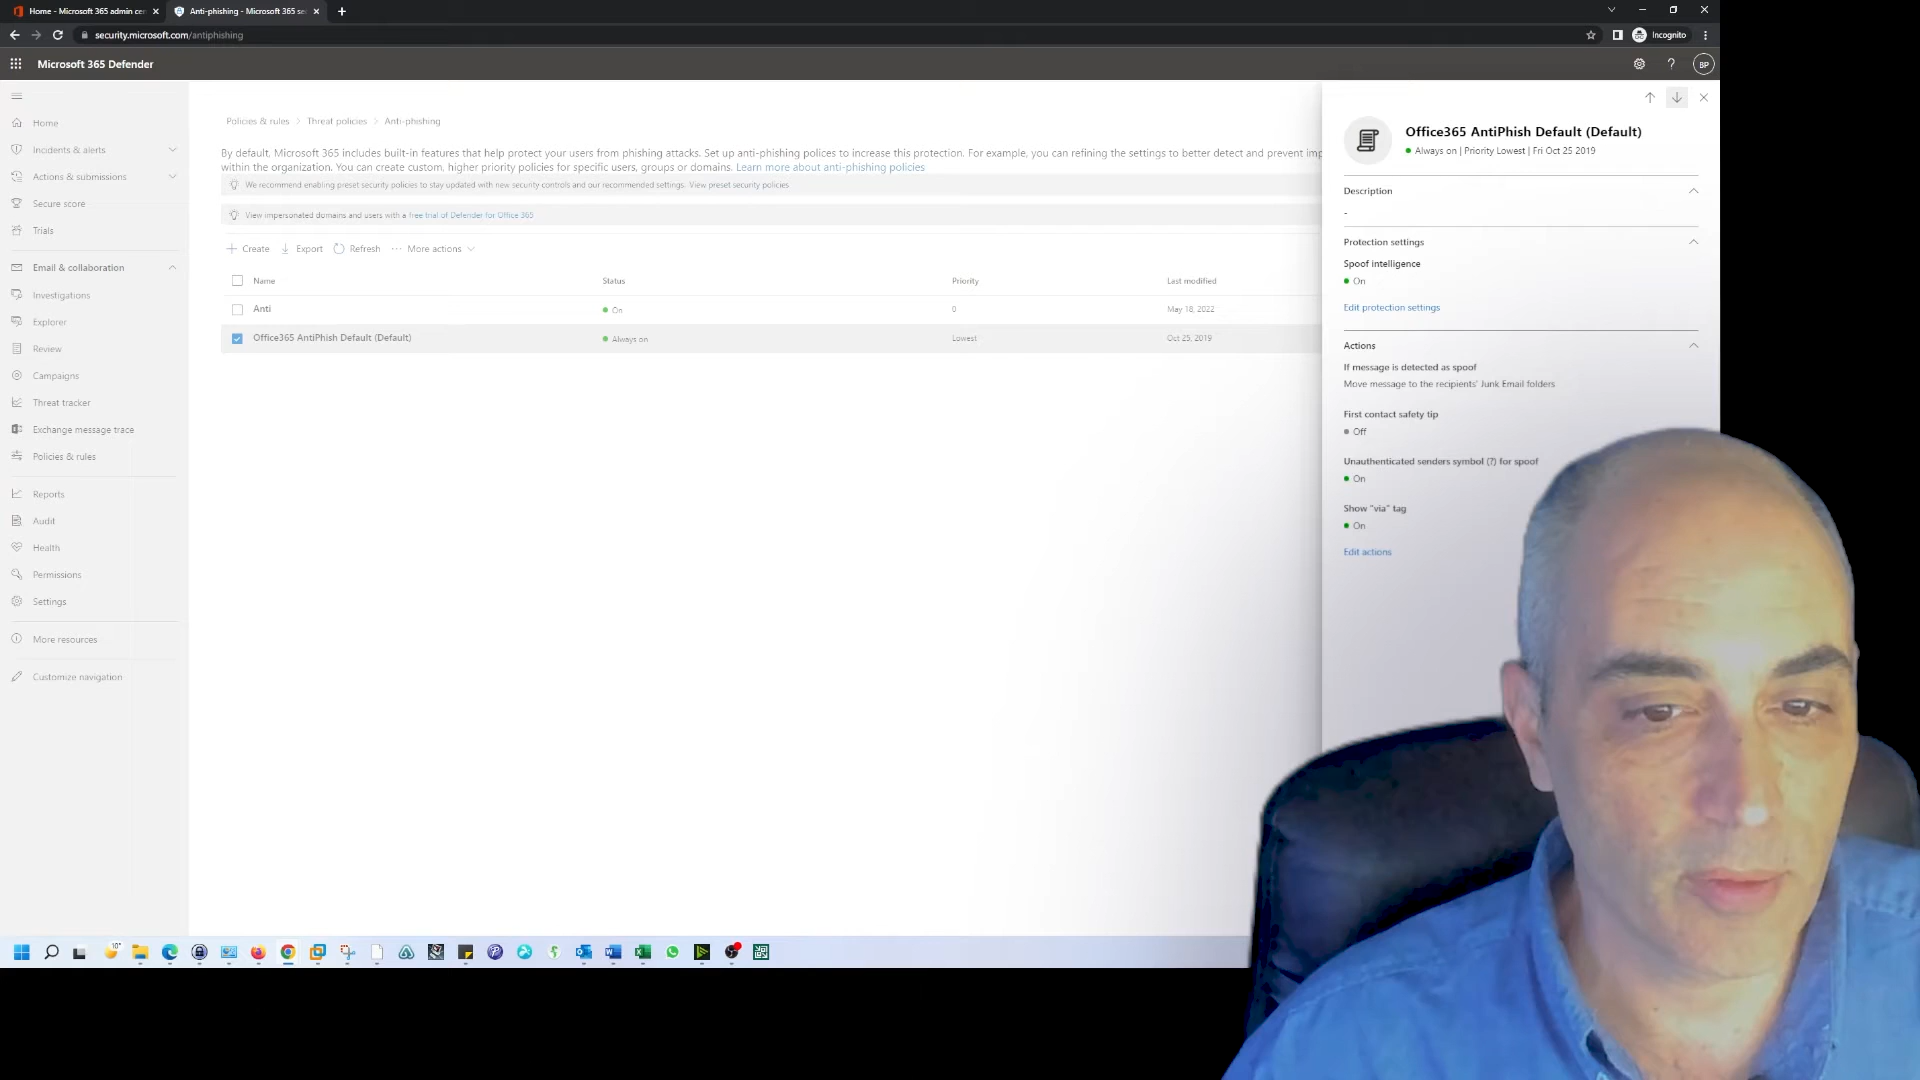 Home - Microsoft 365 admin cen
Anti-phishing - Microsoft 365 se
security.microsoft.com/antiphishing
Incognito
Microsoft 365 Defender
BP
Home
Incidents & alerts
Actions & submissions
Secure score
Trials
Email & collaboration
Investigations
Explorer
Review
Campaigns
Threat tracker
Exchange message trace
Policies & rules
Reports
Audit
Health
Permissions
Settings
More resources
Customize navigation
Policies & rules > Threat policies > Anti-phishing
By default, Microsoft 365 includes built-in features that help protect your users from phishing attacks. Set up anti-phishing polices to increase this protection. For example, you can refining the settings to better detect and prevent imp
within the organization. You can create custom, higher priority policies for specific users, groups or domains. Learn more about anti-phishing policies
We recommend enabling preset security policies to stay updated with new security controls and our recommended settings. View preset security policies
View impersonated domains and users with a free trial of Defender for Office 365
Create Export Refresh ... More actions
Name Status Priority Last modified
Anti On 0 May 18, 2022
Office365 AntiPhish Default (Default) Always on Lowest Oct 25, 2019
Office365 AntiPhish Default (Default)
Always on | Priority Lowest | Fri Oct 25 2019
Description
-
Protection settings
Spoof intelligence
On
Edit protection settings
Actions
If message is detected as spoof
Move message to the recipients' Junk Email folders
First contact safety tip
Off
Unauthenticated senders symbol (?) for spoof
On
Show "via" tag
On
Edit actions
10°